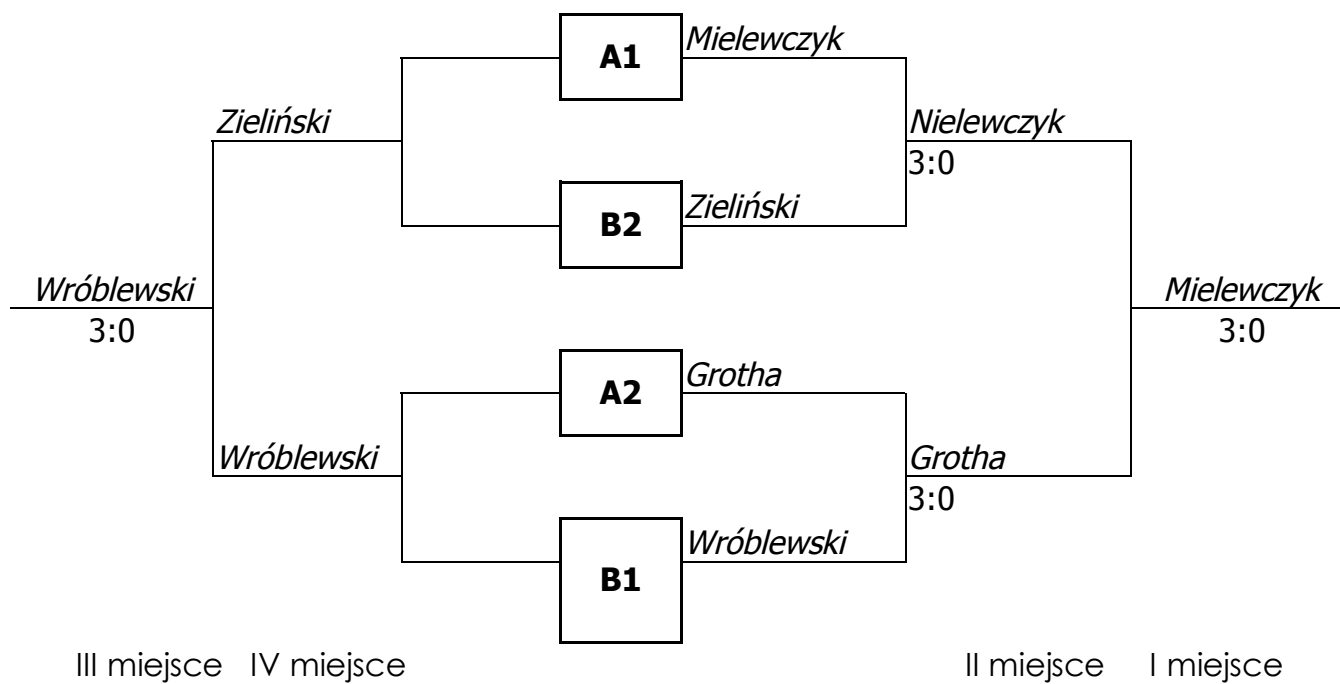 A1 Mielewczyk
Zieliński Nielewczyk
3:0
B2 Zieliński
Wróblewski Mielewczyk
3:0 3:0
A2 Grotha
Wróblewski Grotha
3:0
B1 Wróblewski
III miejsce IV miejsce II miejsce I miejsce